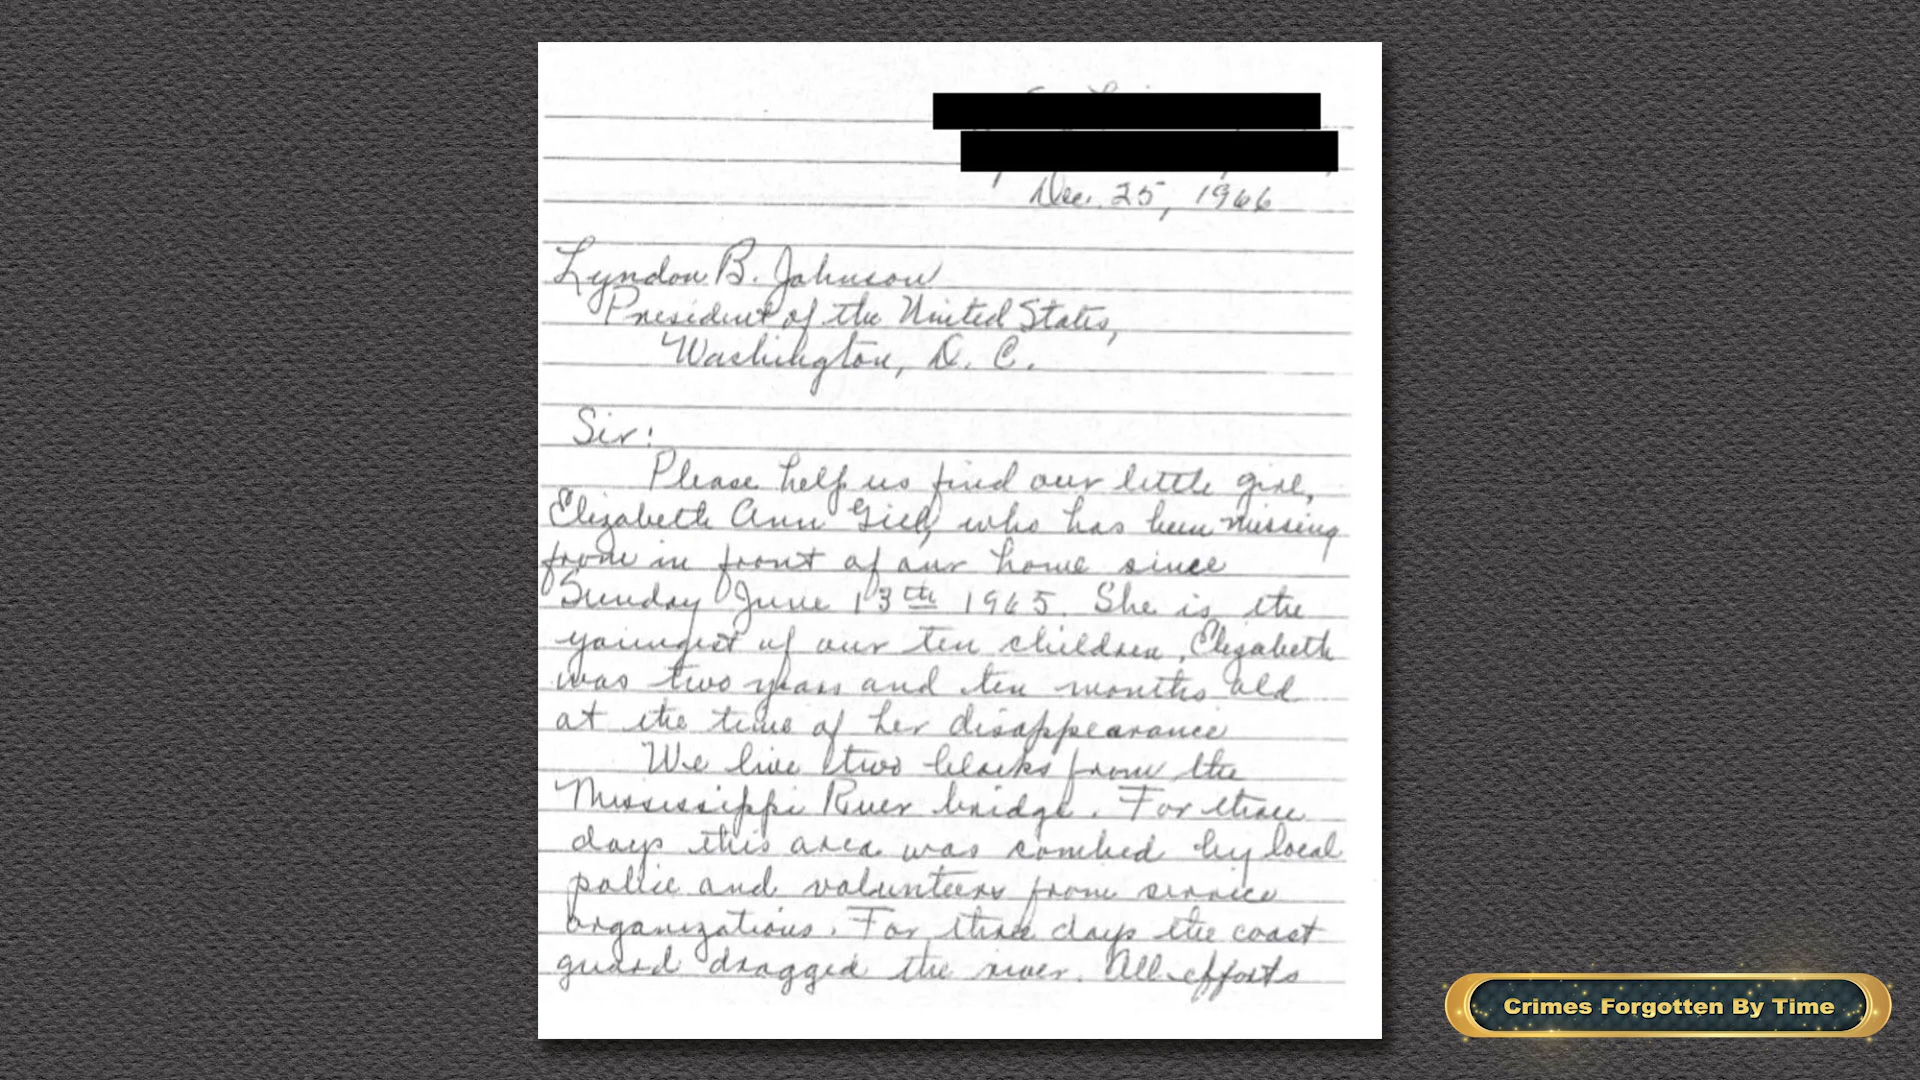 Dec. 25, 1966
Lyndon B. Johnson
President of the United States,
Washington, D. C.
Sir:
Please help us find our little girl,
Elizabeth Ann Gill, who has been missing
from in front of our home since
Sunday June 13th 1965. She is the
youngest of our ten children. Elizabeth
was two years and ten months old
at the time of her disappearance
We live two blocks from the
Mississippi River bridge. For three
days this area was combed by local
police and volunteers from service
organizations. For three days the coast
guard dragged the river. All efforts
Crimes Forgotten By Time